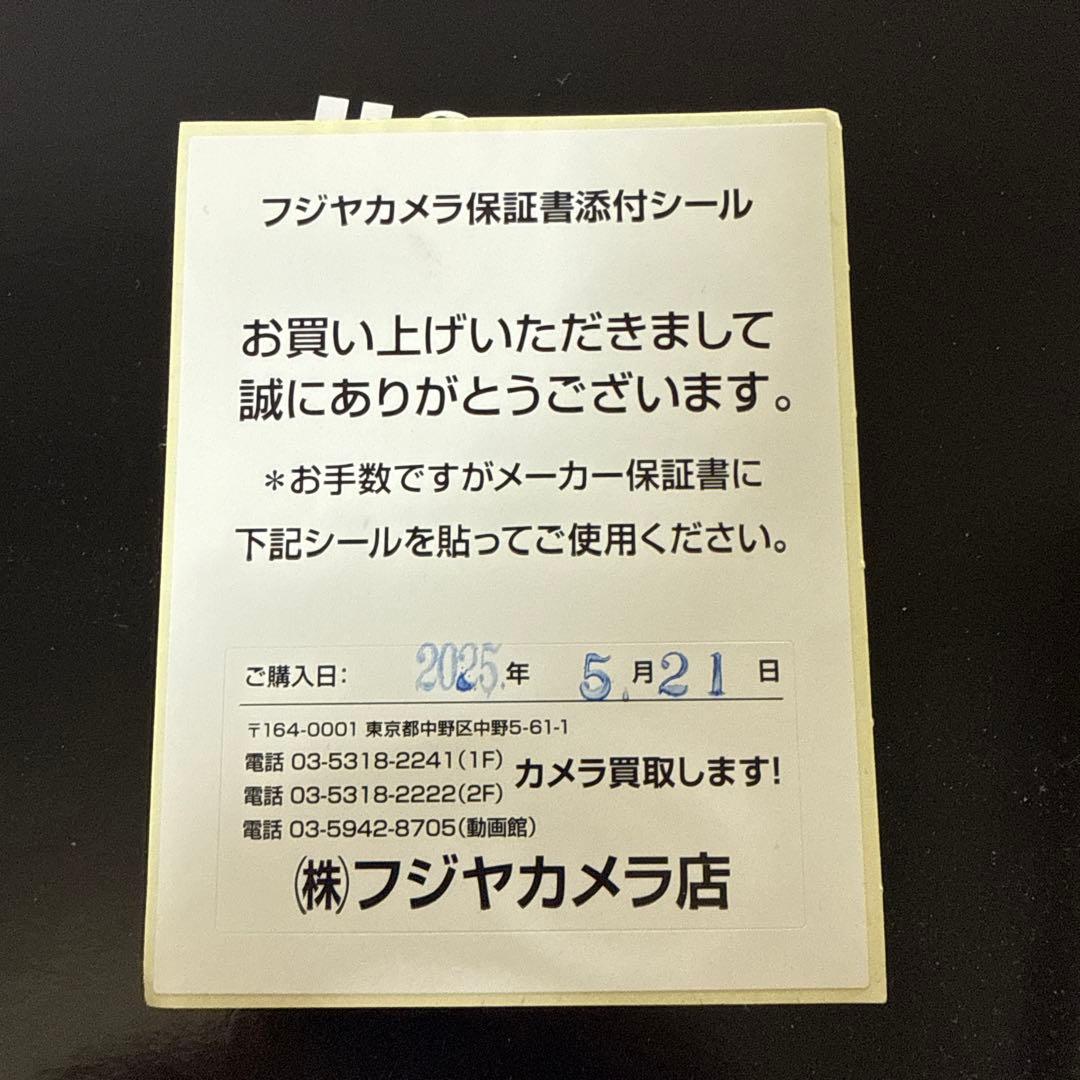 フジヤカメラ保証書添付シール
お買い上げいただきまして
誠にありがとうございます。
＊お手数ですがメーカー保証書に
下記シールを貼ってご使用ください。
ご購入日： 2025.年 5.月21日
〒164-0001 東京都中野区中野5-61-1
電話 03-5318-2241(1F)
電話 03-5318-2222(2F)
電話 03-5942-8705(動画館)
カメラ買取します!
(株)フジヤカメラ店